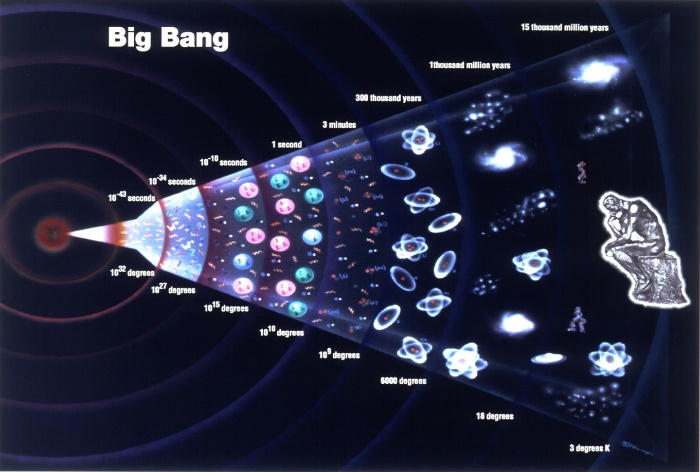 Big Bang
15 thousand million years
1thousand million years
300 thousand years
3 minutes
1 second
10⁻¹⁰ seconds
10⁻³⁴ seconds
10⁻⁴³ seconds
10³² degrees
10²⁷ degrees
10¹⁵ degrees
10¹⁰ degrees
10⁹ degrees
6000 degrees
18 degrees
3 degrees K